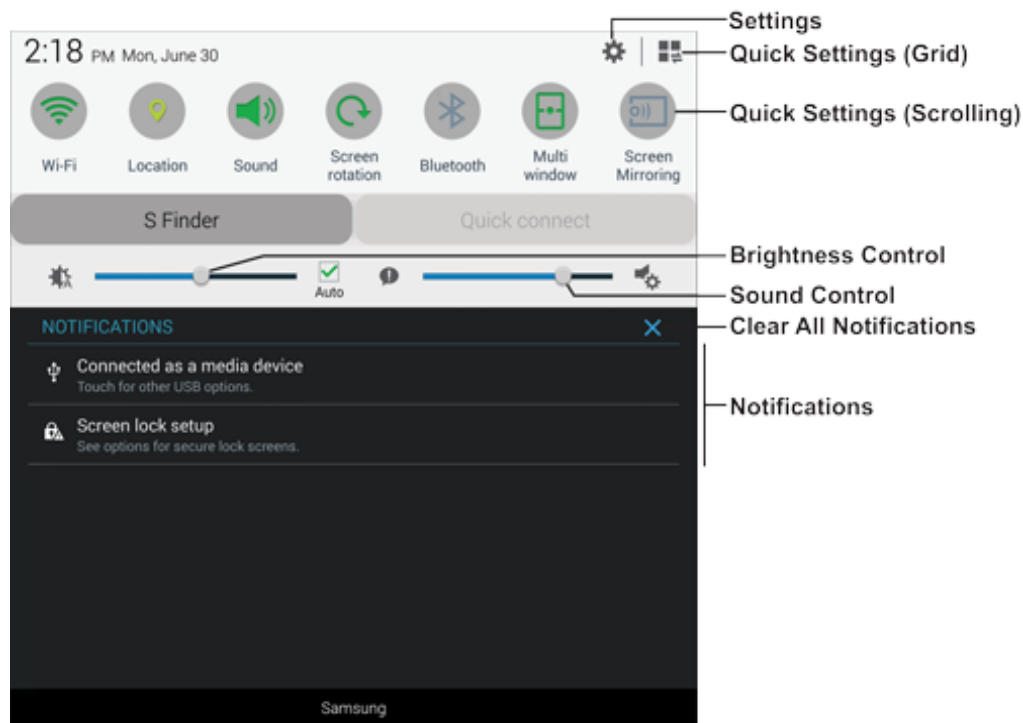 Settings
2:18 PM Mon, June 30
Quick Settings (Grid)
Quick Settings (Scrolling)
Wi-Fi
Location
Sound
Screen
rotation
Bluetooth
Multi
window
Screen
Mirroring
S Finder
Quick connect
Brightness Control
Auto
Sound Control
NOTIFICATIONS
Clear All Notifications
Connected as a media device
Touch for other USB options.
Notifications
Screen lock setup
See options for secure lock screens.
Samsung